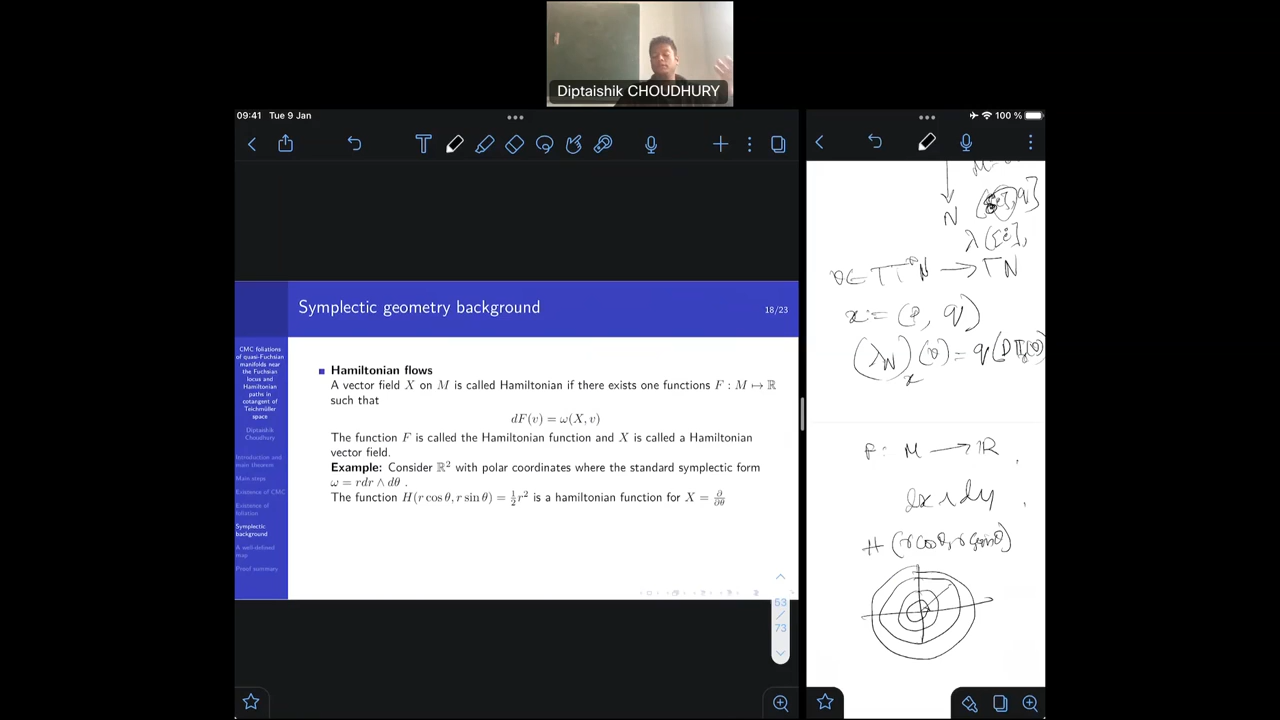 Diptaishik CHOUDHURY
09:41 Tue 9 Jan
100 %
Symplectic geometry background
18/23
CMC foliations
of quasi-Fuchsian
manifolds near
the Fuchsian
locus and
Hamiltonian
paths in
cotangent of
Teichmüller
space
Diptaishik
Choudhury
Introduction and
main theorem
Main steps
Existence of CMC
Existence of
foliation
Symplectic
background
A well-defined
map
Proof summary
Hamiltonian flows
A vector field X on M is called Hamiltonian if there exists one functions F : M ↦ ℝ
such that
dF(v) = ω(X, v)
The function F is called the Hamiltonian function and X is called a Hamiltonian
vector field.
Example: Consider ℝ² with polar coordinates where the standard symplectic form
ω = rdr ∧ dθ .
The function H(r cos θ, r sin θ) = ½r² is a hamiltonian function for X = ∂/∂θ
53
/
73
N
x = (p, q)
(λN)x (v) = q(Dπ(v))
F: M → ℝ,
dx ∧ dy,
H (r cos θ, r sin θ)